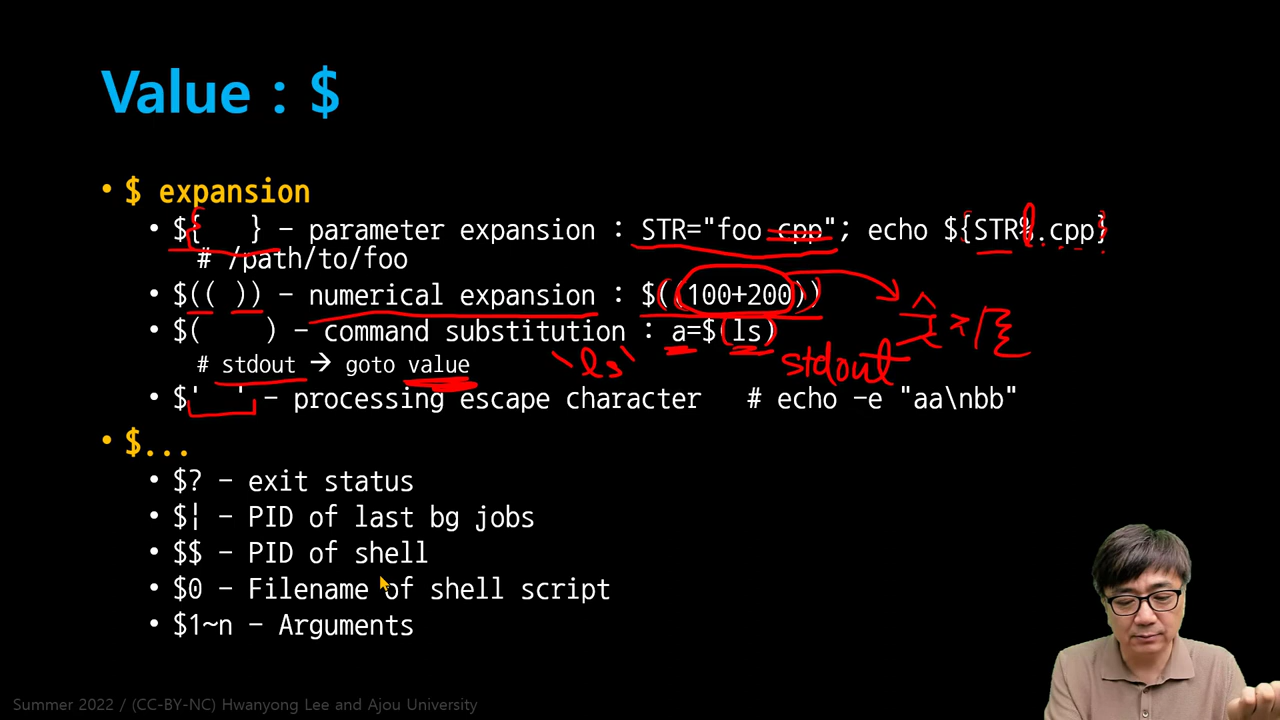 Value : $
• $ expansion
• ${   } – parameter expansion : STR="foo cpp"; echo ${STR%.cpp}
# /path/to/foo
• $(( )) – numerical expansion : $((100+200))
• $(    ) – command substitution : a=$(ls)
# stdout → goto value
`ls`
stdout
• $'  ' – processing escape character   # echo –e "aa\nbb"
• $...
• $? – exit status
• $¦ – PID of last bg jobs
• $$ – PID of shell
• $0 – Filename of shell script
• $1~n – Arguments
Summer 2022 / (CC-BY-NC) Hwanyong Lee and Ajou University